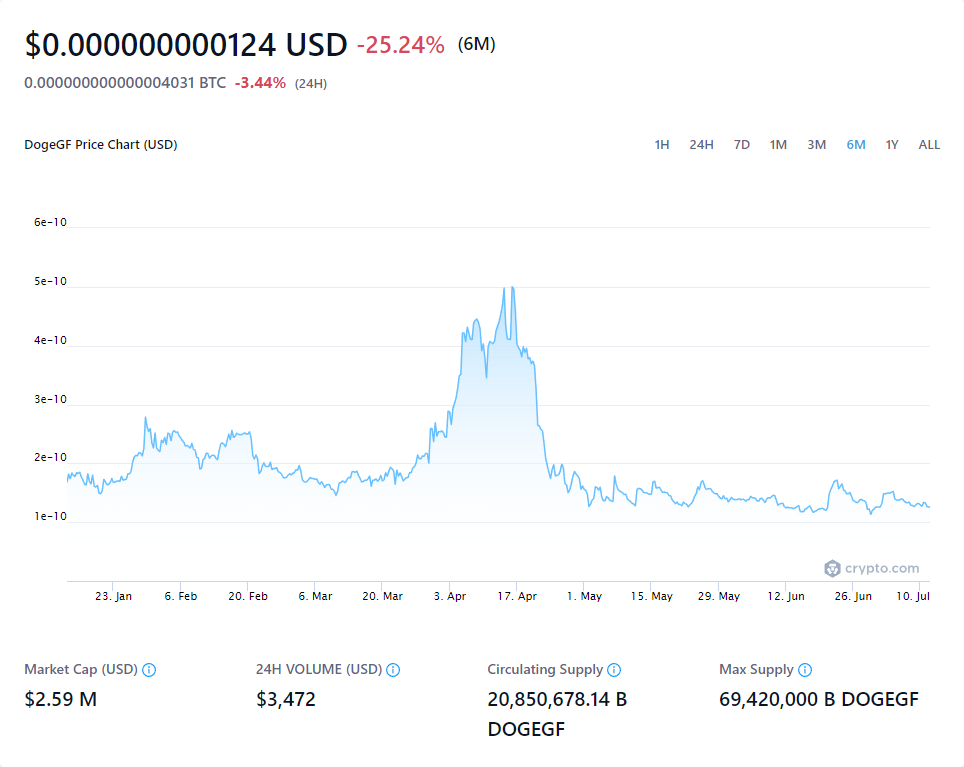 $0.000000000124 USD -25.24% (6M)
0.000000000000004031 BTC -3.44% (24H)
DogeGF Price Chart (USD)
1H 24H 7D 1M 3M 6M 1Y ALL
6e-10
5e-10
4e-10
3e-10
2e-10
1e-10
crypto.com
23. Jan 6. Feb 20. Feb 6. Mar 20. Mar 3. Apr 17. Apr 1. May 15. May 29. May 12. Jun 26. Jun 10. Jul
Market Cap (USD) 24H VOLUME (USD) Circulating Supply Max Supply
$2.59 M $3,472 20,850,678.14 B 69,420,000 B DOGEGF
DOGEGF